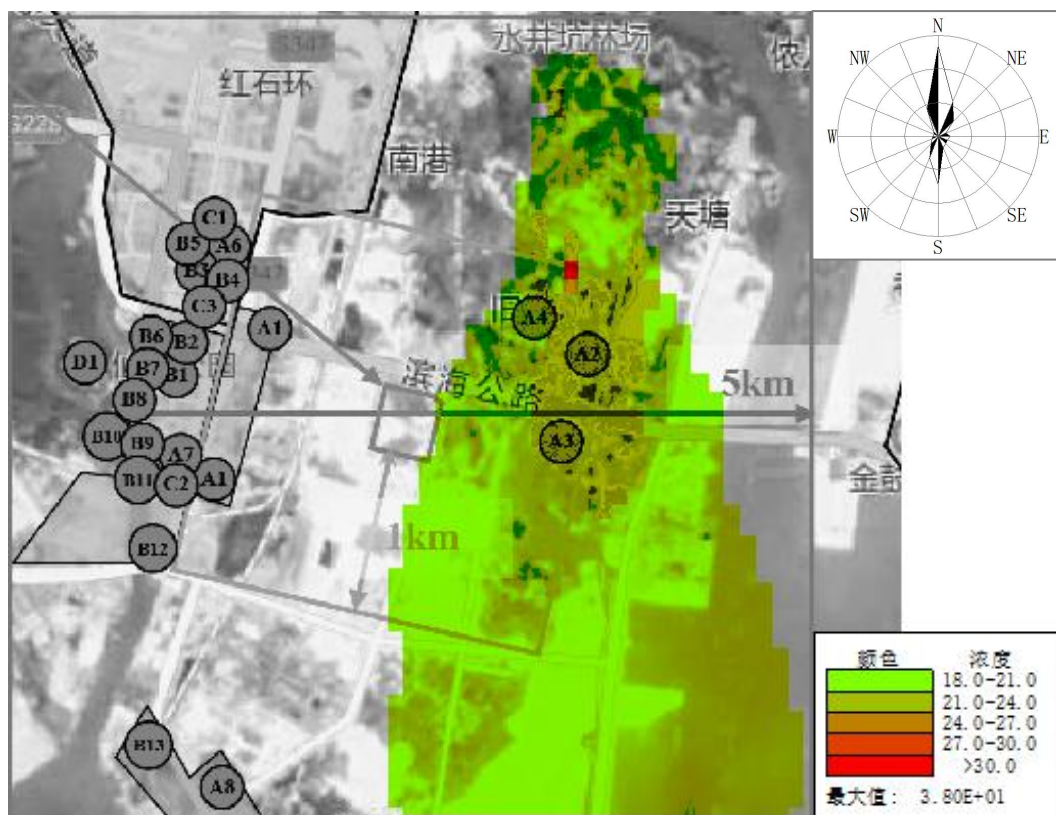 水井坑林场
S347
红石环
G228
南港
天塘
C1
B5
A6
B3
B4
C3
A1
A4
旧
B6
B2
A2
D1
B7
B1
滨海公路
5km
B8
A3
B10
B9
A7
B11
C2
A1
1km
B12
B13
A8
N
NW
NE
W
E
SW
SE
S
颜色
浓度
18.0-21.0
21.0-24.0
24.0-27.0
27.0-30.0
>30.0
最大值: 3.80E+01